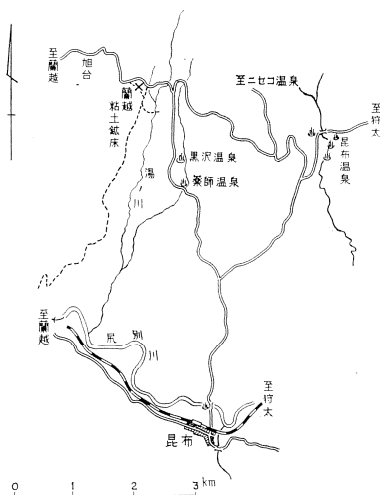 至蘭越
旭台
蘭越
粘土鉱床
至ニセコ温泉
至狩太
昆布温泉
黒沢温泉
薬師温泉
湯川
至蘭越
尻別川
至狩太
昆布
0 1 2 3 km